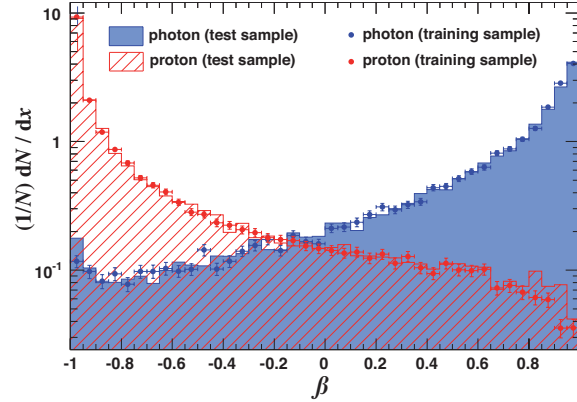 10
photon (test sample)
photon (training sample)
proton (test sample)
proton (training sample)
1
(1/N) dN / dx
10⁻¹
-1 -0.8 -0.6 -0.4 -0.2 0 0.2 0.4 0.6 0.8
β